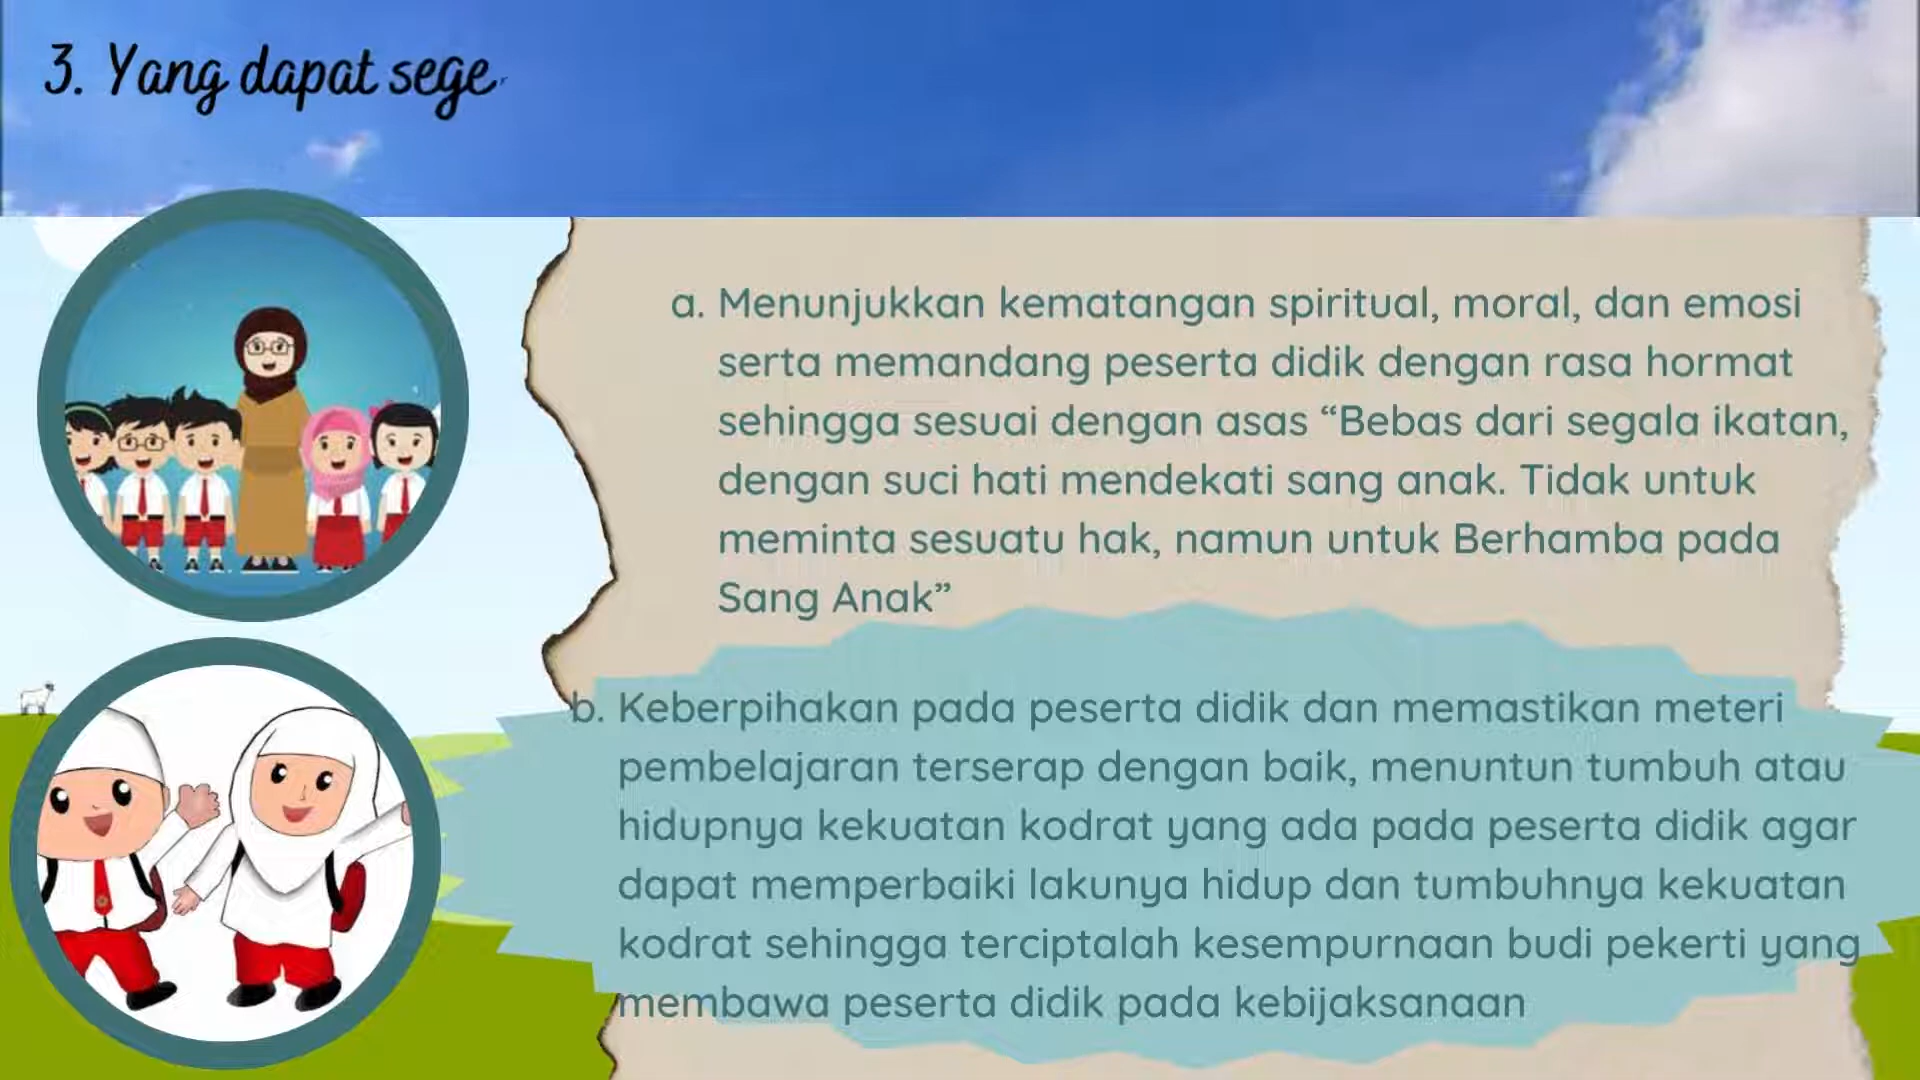 3. Yang dapat sege
a. Menunjukkan kematangan spiritual, moral, dan emosi
serta memandang peserta didik dengan rasa hormat
sehingga sesuai dengan asas “Bebas dari segala ikatan,
dengan suci hati mendekati sang anak. Tidak untuk
meminta sesuatu hak, namun untuk Berhamba pada
Sang Anak”
b. Keberpihakan pada peserta didik dan memastikan meteri
pembelajaran terserap dengan baik, menuntun tumbuh atau
hidupnya kekuatan kodrat yang ada pada peserta didik agar
dapat memperbaiki lakunya hidup dan tumbuhnya kekuatan
kodrat sehingga terciptalah kesempurnaan budi pekerti yang
membawa peserta didik pada kebijaksanaan